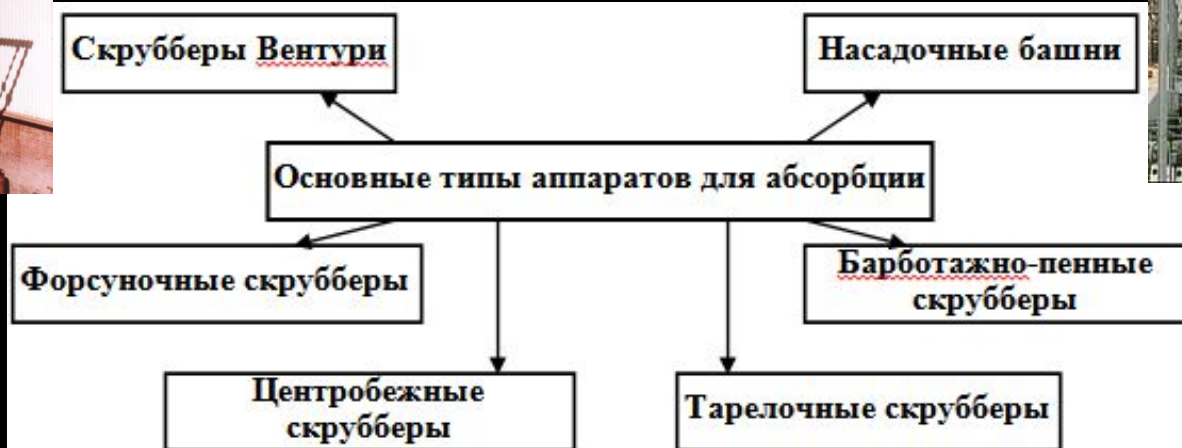 Скрубберы Вентури
Насадочные башни
Основные типы аппаратов для абсорбции
Форсуночные скрубберы
Барботажно-пенные
скрубберы
Центробежные
скрубберы
Тарелочные скрубберы